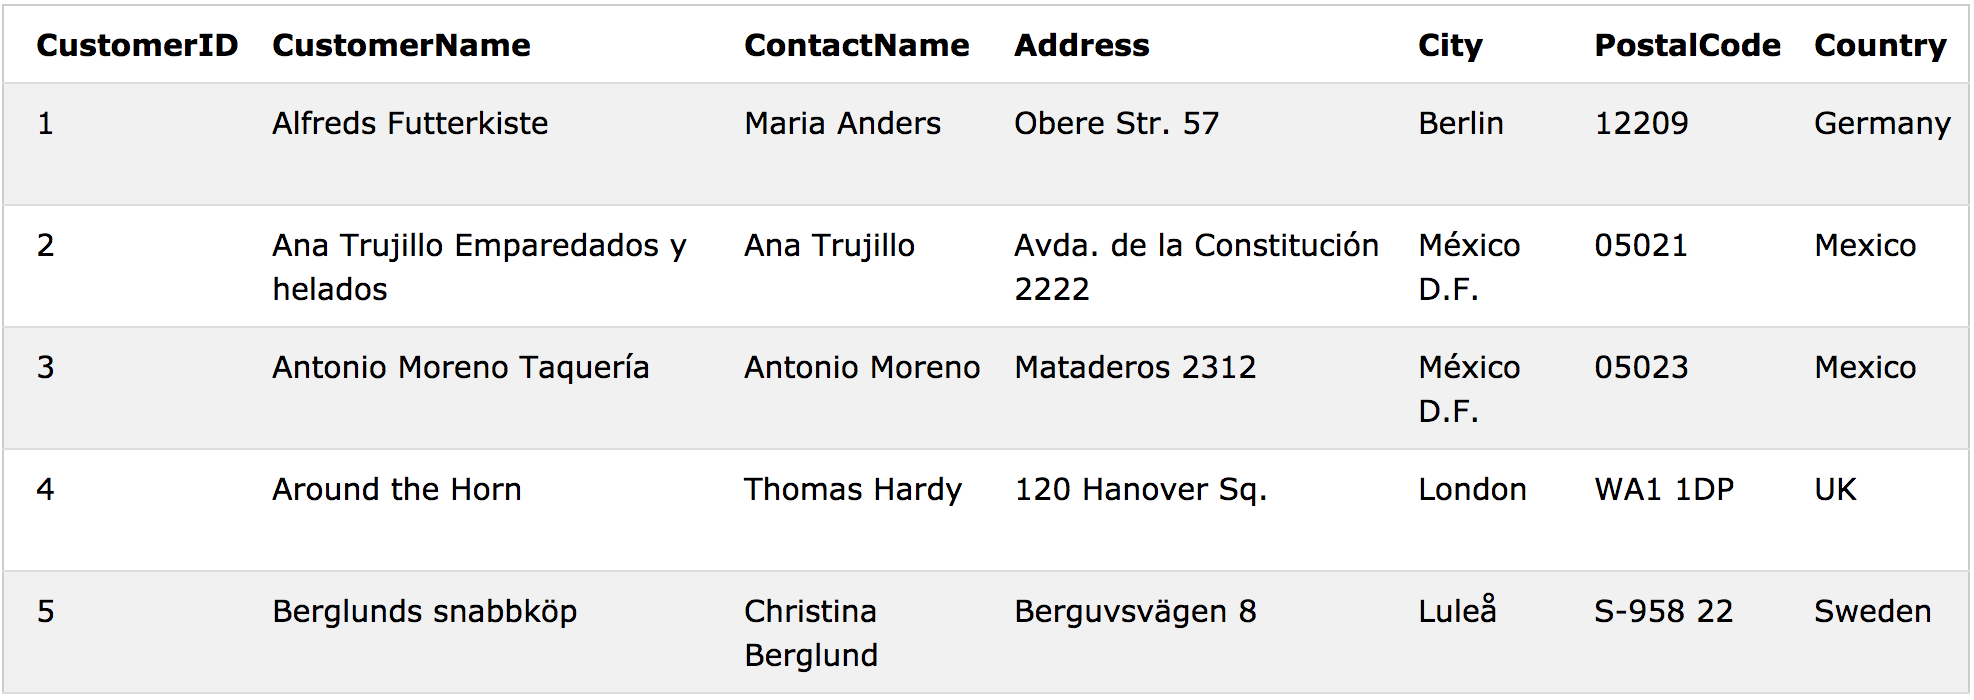 CustomerID CustomerName ContactName Address City PostalCode Country
1 Alfreds Futterkiste Maria Anders Obere Str. 57 Berlin 12209 Germany
2 Ana Trujillo Emparedados y Ana Trujillo Avda. de la Constitución México 05021 Mexico
helados 2222 D.F.
3 Antonio Moreno Taquería Antonio Moreno Mataderos 2312 México 05023 Mexico
D.F.
4 Around the Horn Thomas Hardy 120 Hanover Sq. London WA1 1DP UK
5 Berglunds snabbköp Christina Berguvsvägen 8 Luleå S-958 22 Sweden
Berglund